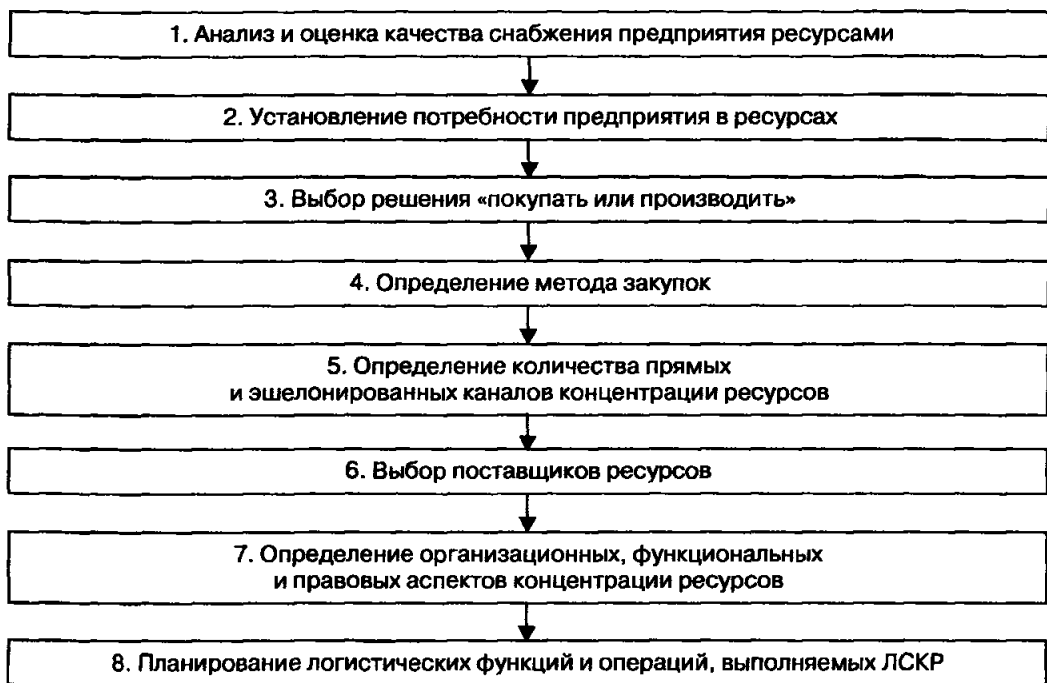 1. Анализ и оценка качества снабжения предприятия ресурсами
2. Установление потребности предприятия в ресурсах
3. Выбор решения «покупать или производить»
4. Определение метода закупок
5. Определение количества прямых
и эшелонированных каналов концентрации ресурсов
6. Выбор поставщиков ресурсов
7. Определение организационных, функциональных
и правовых аспектов концентрации ресурсов
8. Планирование логистических функций и операций, выполняемых ЛСКР